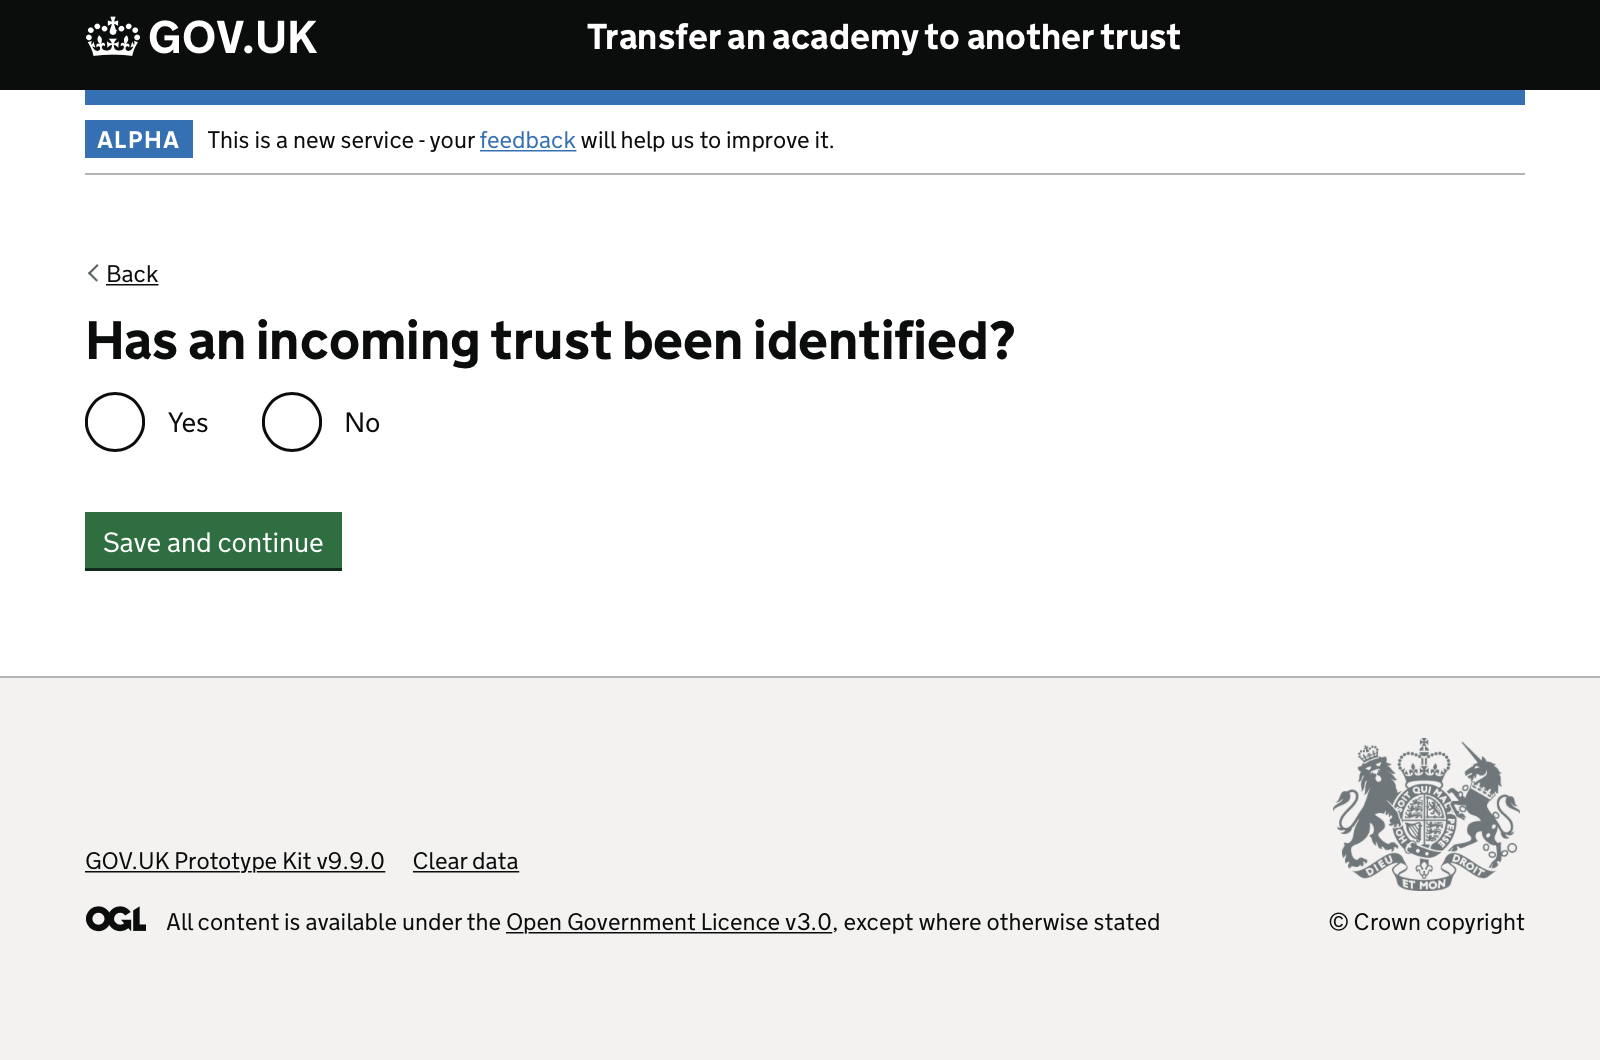 GOV.UK
Transfer an academy to another trust
ALPHA
This is a new service - your feedback will help us to improve it.
Back
Has an incoming trust been identified?
Yes
No
Save and continue
GOV.UK Prototype Kit v9.9.0
Clear data
OGL
All content is available under the Open Government Licence v3.0, except where otherwise stated
DIEU
ET MON
DROIT
© Crown copyright